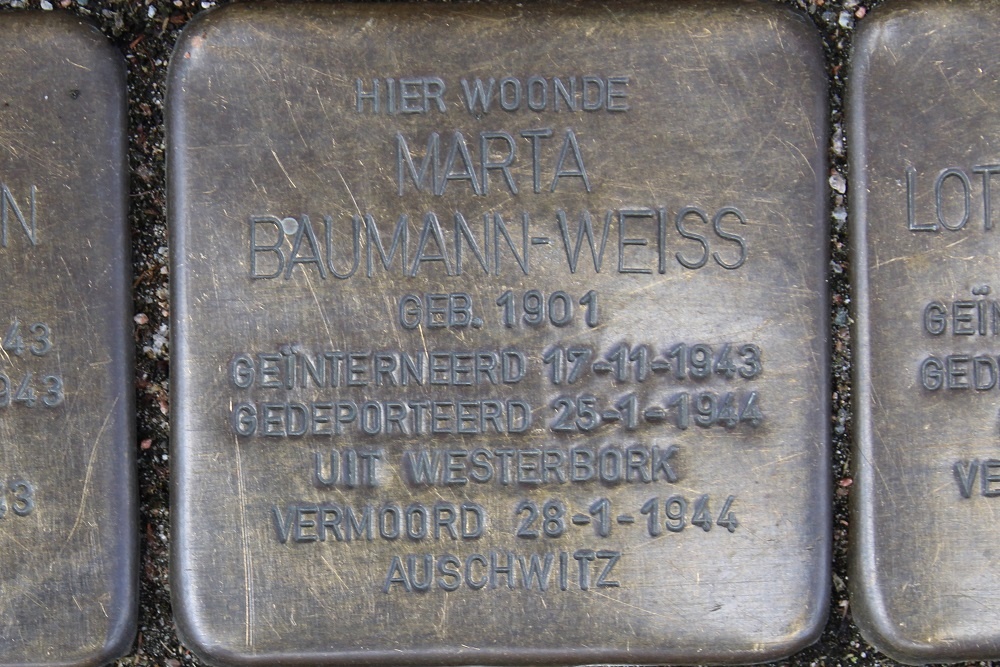 HIER WOONDE
MARTA
BAUMANN-WEISS
GEB. 1901
GEÏNTERNEERD 17-11-1943
GEDEPORTEERD 25-1-1944
UIT WESTERBORK
VERMOORD 28-1-1944
AUSCHWITZ